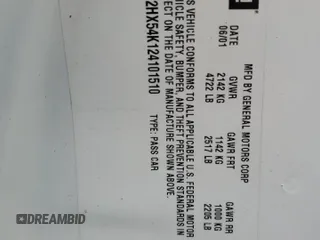 MFD BY GENERAL MOTORS CORP
DATE GVWR GAWR FRT GAWR RR
06/01 2142 KG 1142 KG 1000 KG
4722 LB 2517 LB 2205 LB
S VEHICLE CONFORMS TO ALL APPLICABLE U.S. FEDERAL MOTOR
HICLE SAFETY, BUMPER, AND THEFT PREVENTION STANDARDS IN
ECT ON THE DATE OF MANUFACTURE SHOWN ABOVE.
2HX54K124101510 TYPE: PASS CAR
DREAMBID